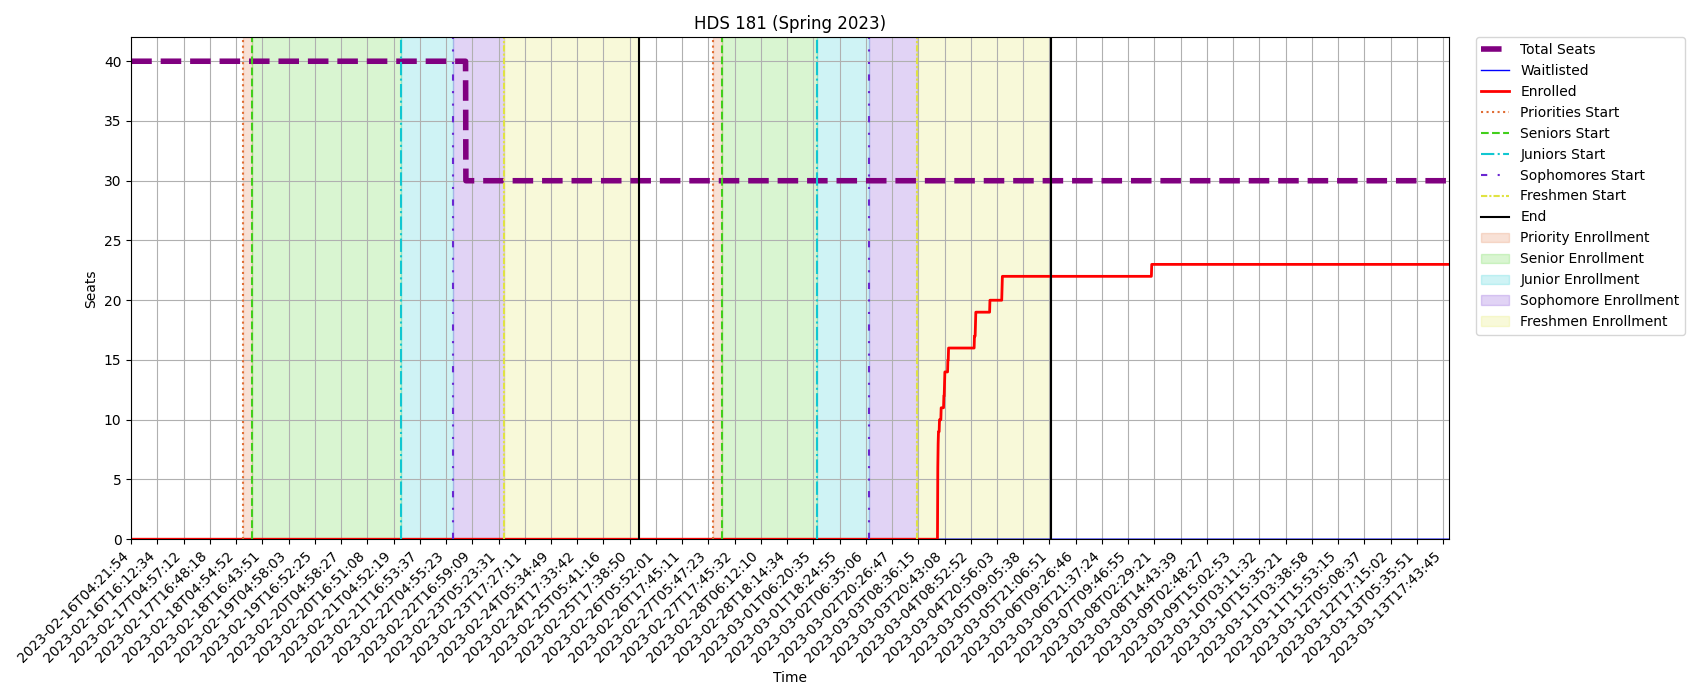 HDS 181 (Spring 2023)
Seats
40
35
30
25
20
15
10
5
0
2023-02-16T04:21:54
2023-02-16T16:12:34
2023-02-17T04:57:12
2023-02-17T16:48:18
2023-02-18T04:54:52
2023-02-18T16:43:51
2023-02-19T04:58:03
2023-02-19T16:52:25
2023-02-20T04:58:27
2023-02-20T16:51:08
2023-02-21T04:52:19
2023-02-21T16:53:37
2023-02-22T04:55:23
2023-02-22T16:59:09
2023-02-23T05:23:31
2023-02-23T17:27:11
2023-02-24T05:34:49
2023-02-24T17:33:42
2023-02-25T05:41:16
2023-02-25T17:38:50
2023-02-26T05:52:01
2023-02-26T17:45:11
2023-02-27T05:47:23
2023-02-27T17:45:32
2023-02-28T06:12:10
2023-02-28T18:14:34
2023-03-01T06:20:35
2023-03-01T18:24:55
2023-03-02T06:35:06
2023-03-02T20:26:47
2023-03-03T08:36:15
2023-03-03T20:43:08
2023-03-04T08:52:52
2023-03-04T20:56:03
2023-03-05T09:05:38
2023-03-05T21:06:51
2023-03-06T09:26:46
2023-03-06T21:37:24
2023-03-07T09:46:55
2023-03-08T02:29:21
2023-03-08T14:43:39
2023-03-09T02:48:27
2023-03-09T15:02:53
2023-03-10T03:11:32
2023-03-10T15:35:21
2023-03-11T03:38:58
2023-03-11T15:53:15
2023-03-12T05:08:37
2023-03-12T17:15:02
2023-03-13T05:35:51
2023-03-13T17:43:45
Time
Total Seats
Waitlisted
Enrolled
Priorities Start
Seniors Start
Juniors Start
Sophomores Start
Freshmen Start
End
Priority Enrollment
Senior Enrollment
Junior Enrollment
Sophomore Enrollment
Freshmen Enrollment